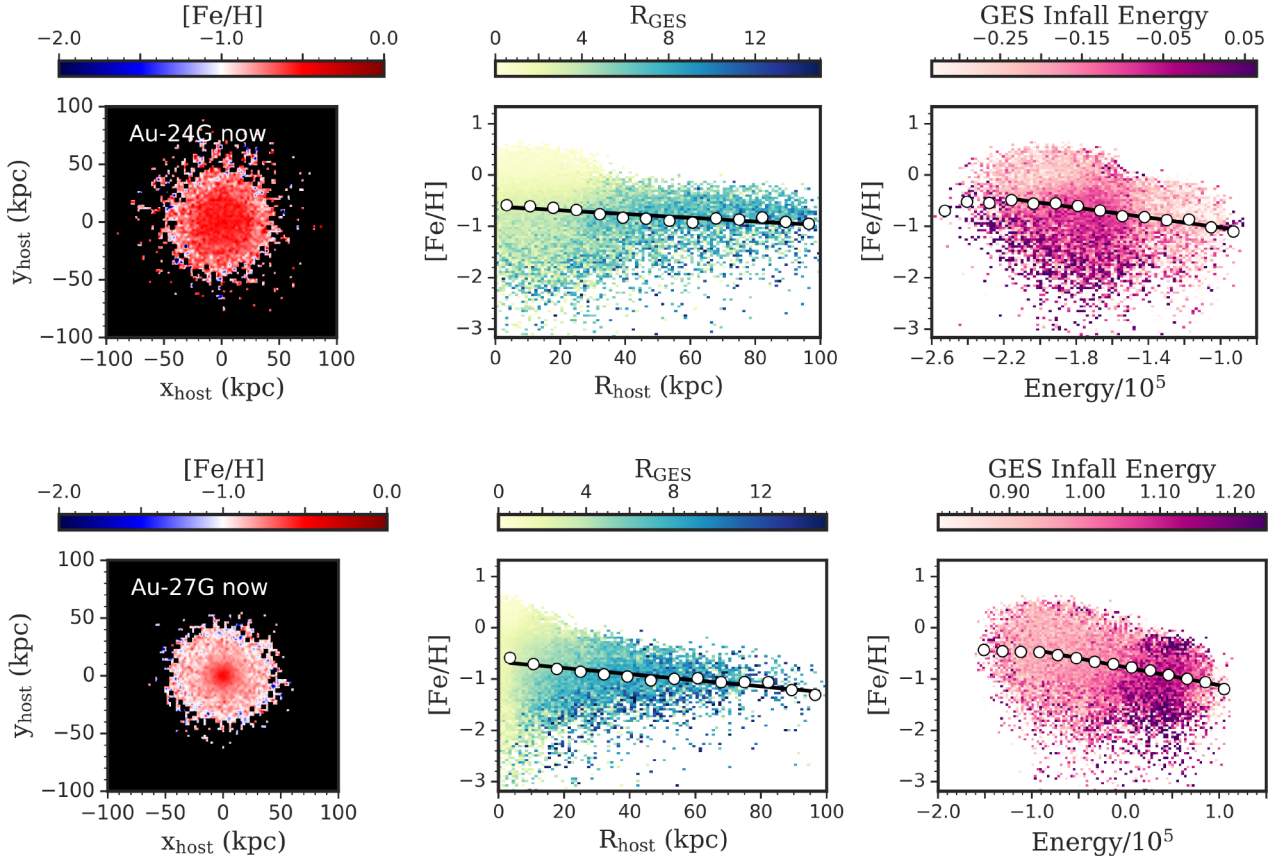 [Fe/H] R_GES GES Infall Energy
−2.0 −1.0 0.0 0 4 8 12 −0.25 −0.15 −0.05 0.05
Au-24G now
100
50
0
−50
−100
y_host (kpc)
−100 −50 0 50 100
x_host (kpc)
1
0
−1
−2
−3
[Fe/H]
0 20 40 60 80 100
R_host (kpc)
1
0
−1
−2
−3
[Fe/H]
−2.6 −2.2 −1.8 −1.4 −1.0
Energy/10⁵
[Fe/H] R_GES GES Infall Energy
−2.0 −1.0 0.0 0 4 8 12 0.90 1.00 1.10 1.20
Au-27G now
100
50
0
−50
−100
y_host (kpc)
−100 −50 0 50 100
x_host (kpc)
1
0
−1
−2
−3
[Fe/H]
0 20 40 60 80 100
R_host (kpc)
1
0
−1
−2
−3
[Fe/H]
−2.0 −1.0 0.0 1.0
Energy/10⁵